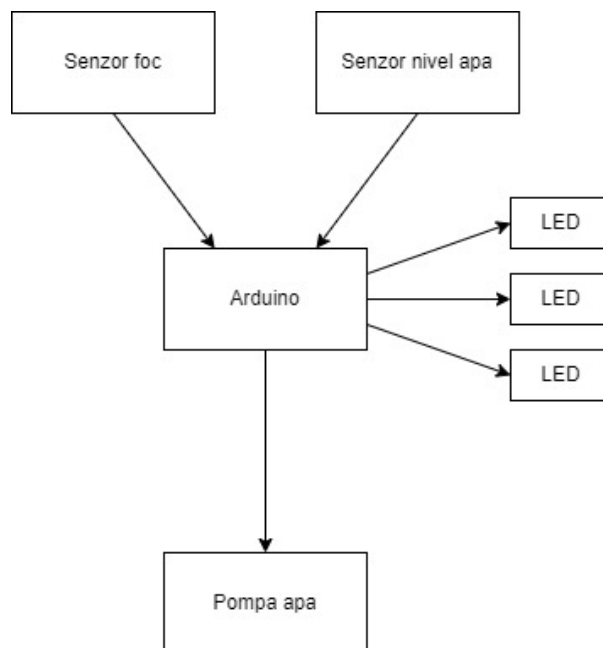 Senzor foc
Senzor nivel apa
LED
Arduino
LED
LED
Pompa apa